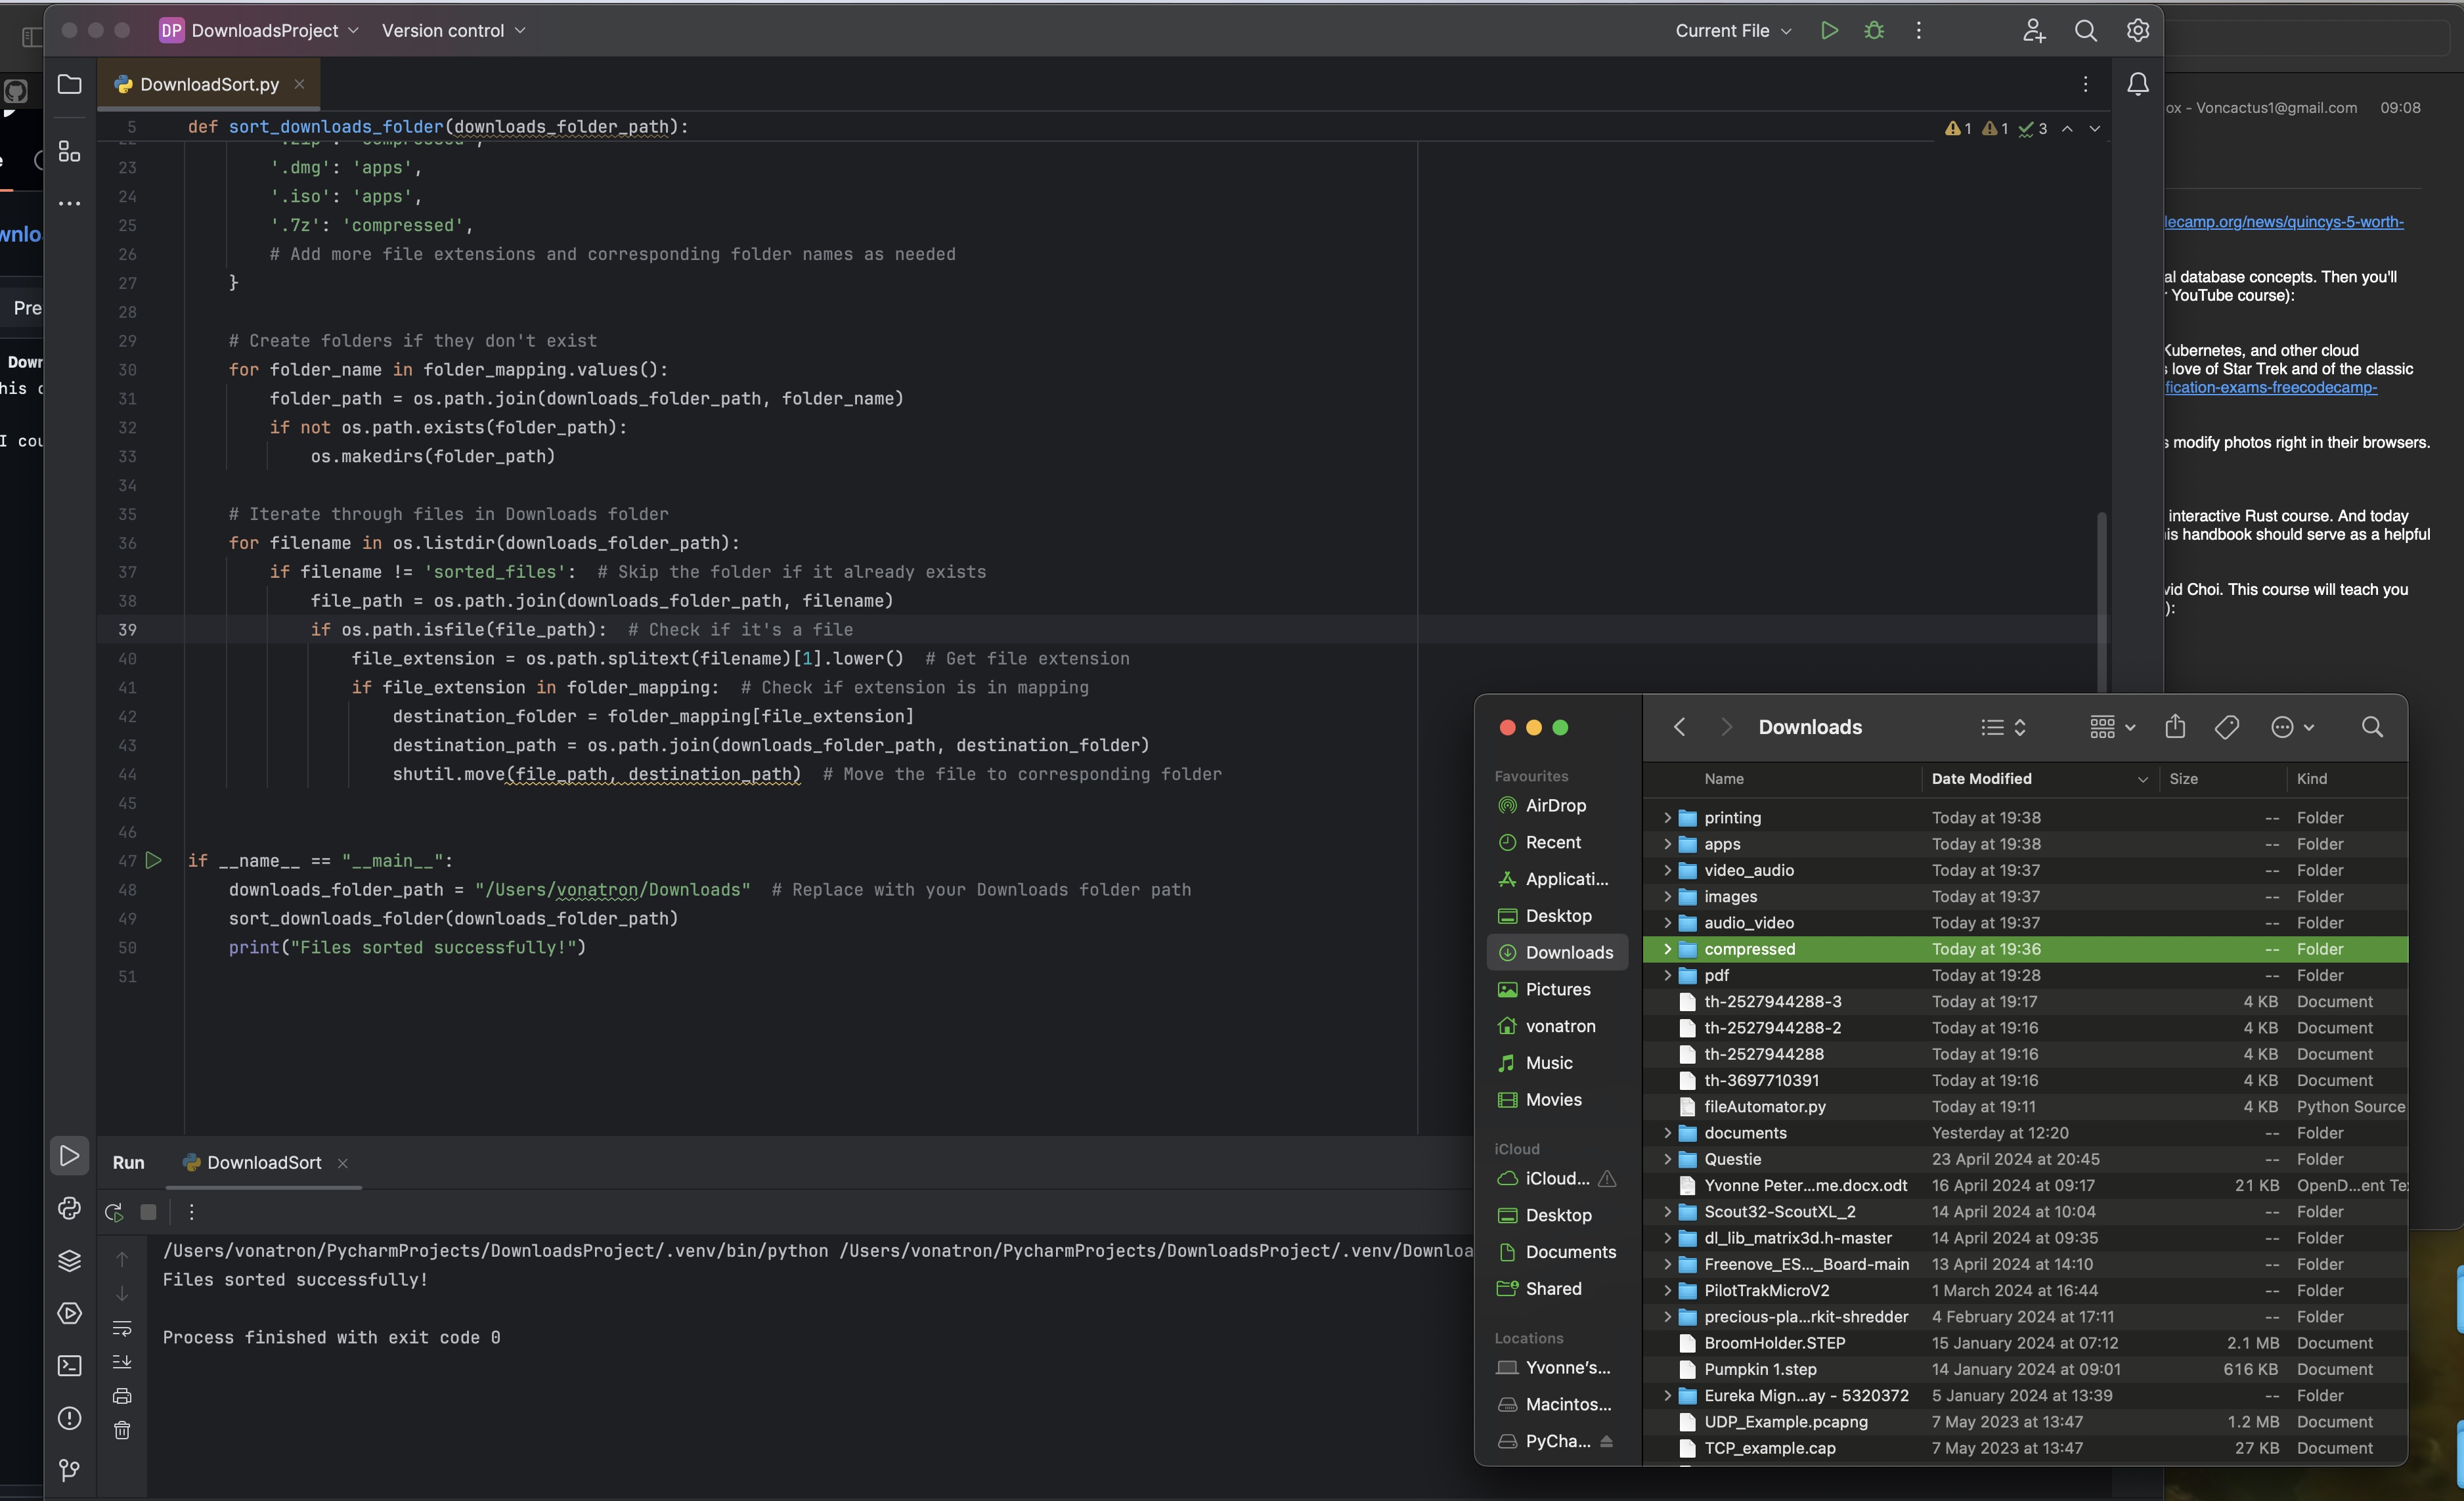 DP DownloadsProject Version control Current File
DownloadSort.py
5 def sort_downloads_folder(downloads_folder_path):
1 1 3
23 '.dmg': 'apps',
24 '.iso': 'apps',
25 '.7z': 'compressed',
26 # Add more file extensions and corresponding folder names as needed
27 }
28
29 # Create folders if they don't exist
30 for folder_name in folder_mapping.values():
31 folder_path = os.path.join(downloads_folder_path, folder_name)
32 if not os.path.exists(folder_path):
33 os.makedirs(folder_path)
34
35 # Iterate through files in Downloads folder
36 for filename in os.listdir(downloads_folder_path):
37 if filename != 'sorted_files': # Skip the folder if it already exists
38 file_path = os.path.join(downloads_folder_path, filename)
39 if os.path.isfile(file_path): # Check if it's a file
40 file_extension = os.path.splitext(filename)[1].lower() # Get file extension
41 if file_extension in folder_mapping: # Check if extension is in mapping
42 destination_folder = folder_mapping[file_extension]
43 destination_path = os.path.join(downloads_folder_path, destination_folder)
44 shutil.move(file_path, destination_path) # Move the file to corresponding folder
45
46
47 if __name__ == "__main__":
48 downloads_folder_path = "/Users/vonatron/Downloads" # Replace with your Downloads folder path
49 sort_downloads_folder(downloads_folder_path)
50 print("Files sorted successfully!")
51
Run DownloadSort
/Users/vonatron/PycharmProjects/DownloadsProject/.venv/bin/python /Users/vonatron/PycharmProjects/DownloadsProject/.venv/Downloa
Files sorted successfully!
Process finished with exit code 0
wnloa
Pre
Down
his c
I cou
ox - Voncactus1@gmail.com 09:08
lecamp.org/news/quincys-5-worth-
al database concepts. Then you'll
YouTube course):
Kubernetes, and other cloud
s love of Star Trek and of the classic
fication-exams-freecodecamp-
s modify photos right in their browsers.
interactive Rust course. And today
is handbook should serve as a helpful
vid Choi. This course will teach you
):
Downloads
Favourites
AirDrop
Recent
Applicati...
Desktop
Downloads
Pictures
vonatron
Music
Movies
iCloud
iCloud...
Desktop
Documents
Shared
Locations
Yvonne's...
Macintos...
PyCha...
Name Date Modified Size Kind
printing Today at 19:38 -- Folder
apps Today at 19:38 -- Folder
video_audio Today at 19:37 -- Folder
images Today at 19:37 -- Folder
audio_video Today at 19:37 -- Folder
compressed Today at 19:36 -- Folder
pdf Today at 19:28 -- Folder
th-2527944288-3 Today at 19:17 4 KB Document
th-2527944288-2 Today at 19:16 4 KB Document
th-2527944288 Today at 19:16 4 KB Document
th-3697710391 Today at 19:16 4 KB Document
fileAutomator.py Today at 19:11 4 KB Python Source
documents Yesterday at 12:20 -- Folder
Questie 23 April 2024 at 20:45 -- Folder
Yvonne Peter...me.docx.odt 16 April 2024 at 09:17 21 KB OpenD...ent Te
Scout32-ScoutXL_2 14 April 2024 at 10:04 -- Folder
dl_lib_matrix3d.h-master 14 April 2024 at 09:35 -- Folder
Freenove_ES..._Board-main 13 April 2024 at 14:10 -- Folder
PilotTrakMicroV2 1 March 2024 at 16:44 -- Folder
precious-pla...rkit-shredder 4 February 2024 at 17:11 -- Folder
BroomHolder.STEP 15 January 2024 at 07:12 2.1 MB Document
Pumpkin 1.step 14 January 2024 at 09:01 616 KB Document
Eureka Mign...ay - 5320372 5 January 2024 at 13:39 -- Folder
UDP_Example.pcapng 7 May 2023 at 13:47 1.2 MB Document
TCP_example.cap 7 May 2023 at 13:47 27 KB Document